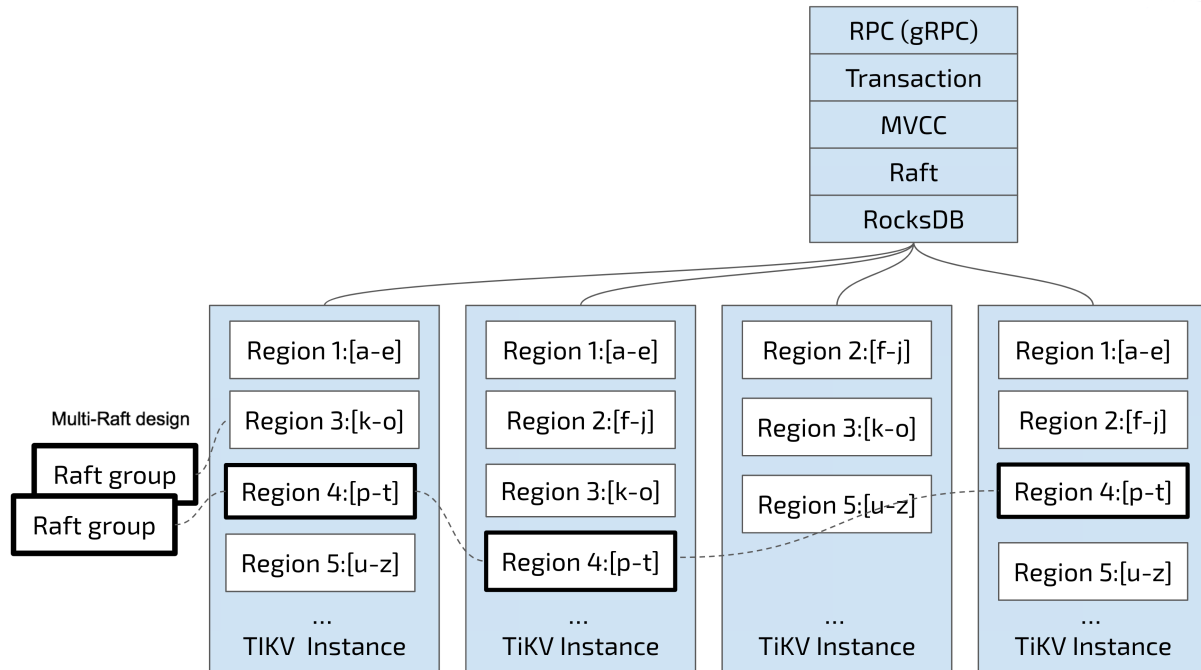 RPC (gRPC)
Transaction
MVCC
Raft
RocksDB
Multi-Raft design
Raft group
Raft group
Region 1:[a-e]
Region 3:[k-o]
Region 4:[p-t]
Region 5:[u-z]
...
TIKV Instance
Region 1:[a-e]
Region 2:[f-j]
Region 3:[k-o]
Region 4:[p-t]
...
TiKV Instance
Region 2:[f-j]
Region 3:[k-o]
Region 5:[u-z]
...
TiKV Instance
Region 1:[a-e]
Region 2:[f-j]
Region 4:[p-t]
Region 5:[u-z]
...
TiKV Instance